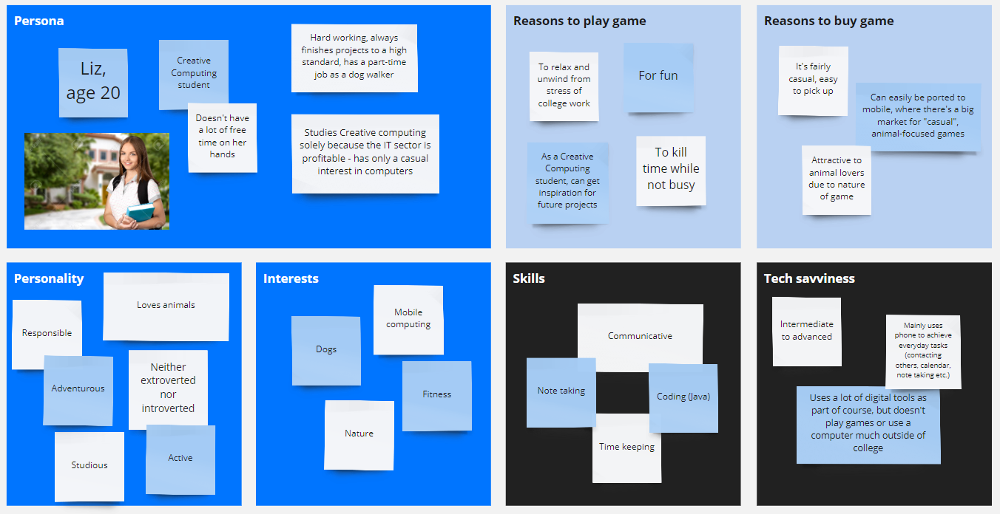 Persona
Liz,
age 20
Creative
Computing
student
Doesn't have
a lot of free
time on her
hands
Hard working, always
finishes projects to a high
standard, has a part-time
job as a dog walker
Studies Creative computing
solely because the IT sector is
profitable - has only a casual
interest in computers
Reasons to play game
To relax and
unwind from
stress of
college work
For fun
As a Creative
Computing
student, can get
inspiration for
future projects
To kill
time while
not busy
Reasons to buy game
It's fairly
casual, easy
to pick up
Can easily be ported to
mobile, where there's a big
market for "casual",
animal-focused games
Attractive to
animal lovers
due to nature
of game
Personality
Loves animals
Responsible
Adventurous
Neither
extroverted
nor
introverted
Studious
Active
Interests
Mobile
computing
Dogs
Fitness
Nature
Skills
Communicative
Note taking
Coding (Java)
Time keeping
Tech savviness
Intermediate
to advanced
Mainly uses
phone to achieve
everyday tasks
(contacting
others, calendar,
note taking etc.)
Uses a lot of digital tools as
part of course, but doesn't
play games or use a
computer much outside of
college